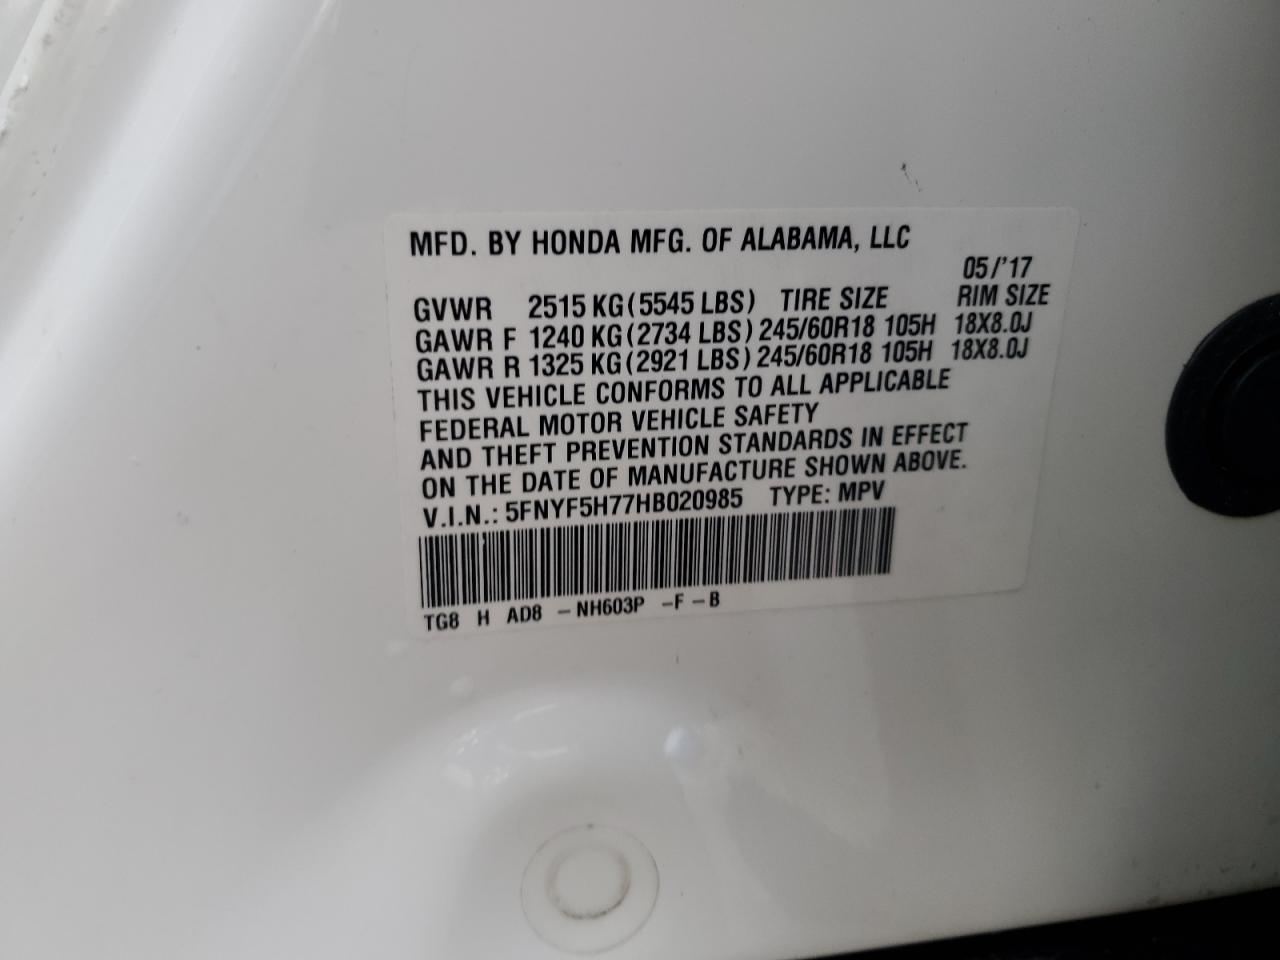 MFD. BY HONDA MFG. OF ALABAMA, LLC
05/'17
GVWR 2515 KG (5545 LBS) TIRE SIZE RIM SIZE
GAWR F 1240 KG (2734 LBS) 245/60R18 105H 18X8.0J
GAWR R 1325 KG (2921 LBS) 245/60R18 105H 18X8.0J
THIS VEHICLE CONFORMS TO ALL APPLICABLE
FEDERAL MOTOR VEHICLE SAFETY
AND THEFT PREVENTION STANDARDS IN EFFECT
ON THE DATE OF MANUFACTURE SHOWN ABOVE.
V.I.N.: 5FNYF5H77HB020985 TYPE: MPV
TG8 H AD8 -NH603P -F-B